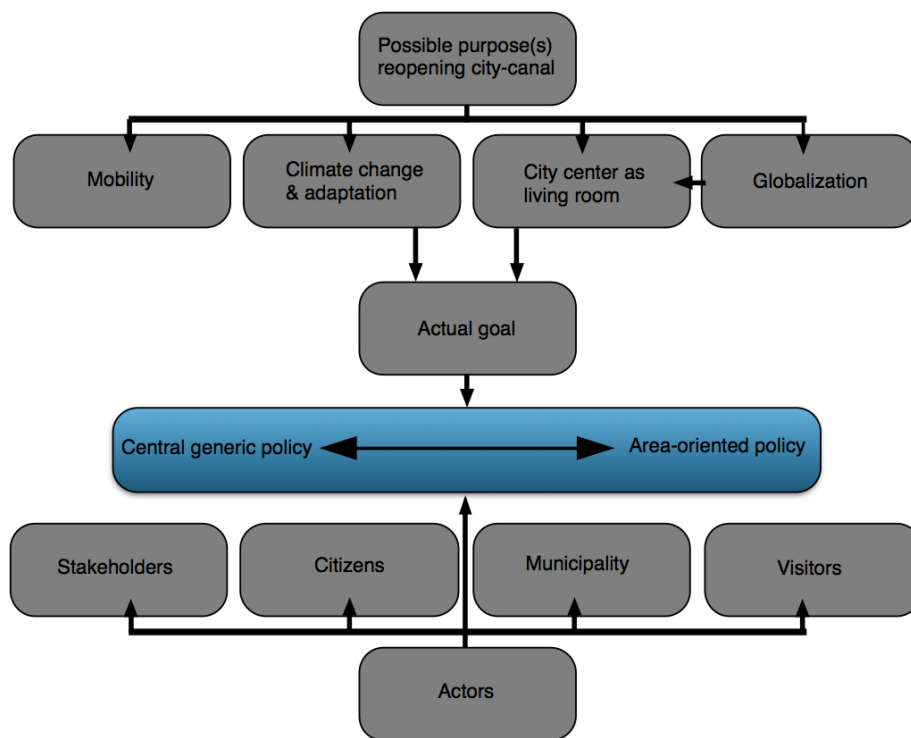 Possible purpose(s)
reopening city-canal
Mobility
Climate change
& adaptation
City center as
living room
Globalization
Actual goal
Central generic policy
Area-oriented policy
Stakeholders
Citizens
Municipality
Visitors
Actors